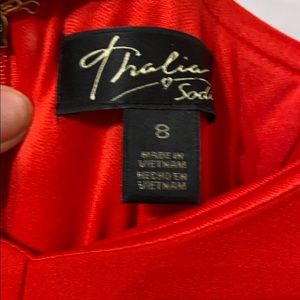 Thalia
Sodi
8
MADE IN
VIETNAM
HECHO EN
VIETNAM